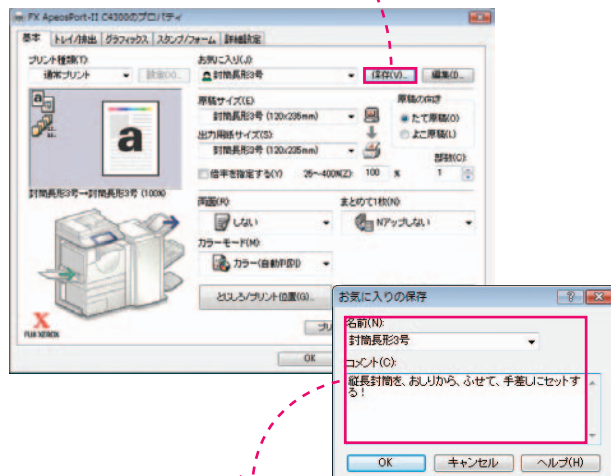 FX ApeosPort-II C4300のプロパティ
基本 トレイ/排出 グラフィックス スタンプ/フォーム 詳細設定
プリント種類(T):
通常プリント
設定(X)...
お気に入り(J):
封筒長形3号
保存(V)...
編集(I)...
原稿サイズ(E):
封筒長形3号 (120x235mm)
出力用紙サイズ(S):
封筒長形3号 (120x235mm)
原稿の向き
たて原稿(O)
よこ原稿(L)
倍率を指定する(Y) 25～400%(Z): 100 %
部数(C):
1
a
a
封筒長形3号→封筒長形3号 (100%)
両面(R):
しない
まとめて1枚(N):
Nアップしない
カラーモード(M):
カラー(自動判別)
とじしろ/プリント位置(G)...
プリ
FUJI XEROX
OK
お気に入りの保存
名前(N):
封筒長形3号
コメント(C):
縦長封筒を、おしりから、ふせて、手差しにセットす
る!
OK キャンセル ヘルプ(H)